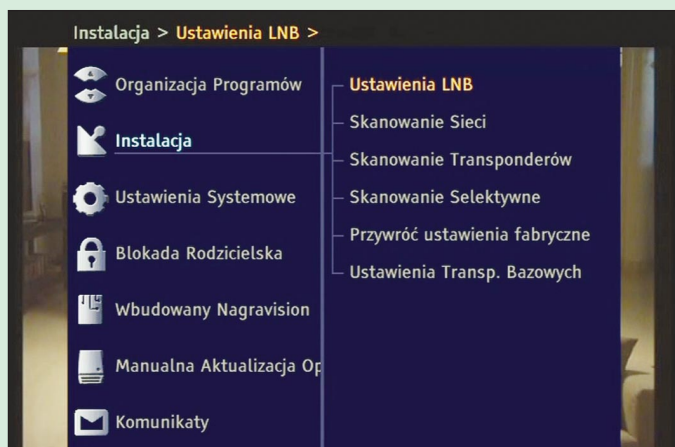 Instalacja > Ustawienia LNB >
Organizacja Programów
Instalacja
Ustawienia Systemowe
Blokada Rodzicielska
Wbudowany Nagravision
Manualna Aktualizacja Op
Komunikaty
Ustawienia LNB
Skanowanie Sieci
Skanowanie Transponderów
Skanowanie Selektywne
Przywróć ustawienia fabryczne
Ustawienia Transp. Bazowych